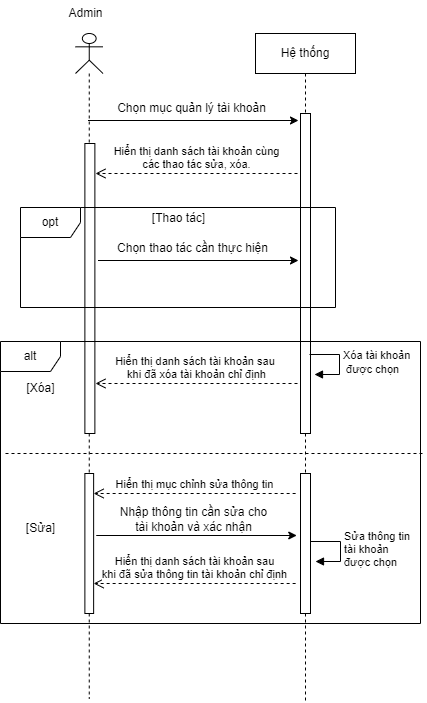 Admin
Hệ thống
Chọn mục quản lý tài khoản
Hiển thị danh sách tài khoản cùng
các thao tác sửa, xóa.
opt
[Thao tác]
Chọn thao tác cần thực hiện
alt
[Xóa]
Hiển thị danh sách tài khoản sau
khi đã xóa tài khoản chỉ định
Xóa tài khoản
được chọn
Hiển thị mục chỉnh sửa thông tin
[Sửa]
Nhập thông tin cần sửa cho
tài khoản và xác nhận
Sửa thông tin
tài khoản
được chọn
Hiển thị danh sách tài khoản sau
khi đã sửa thông tin tài khoản chỉ định